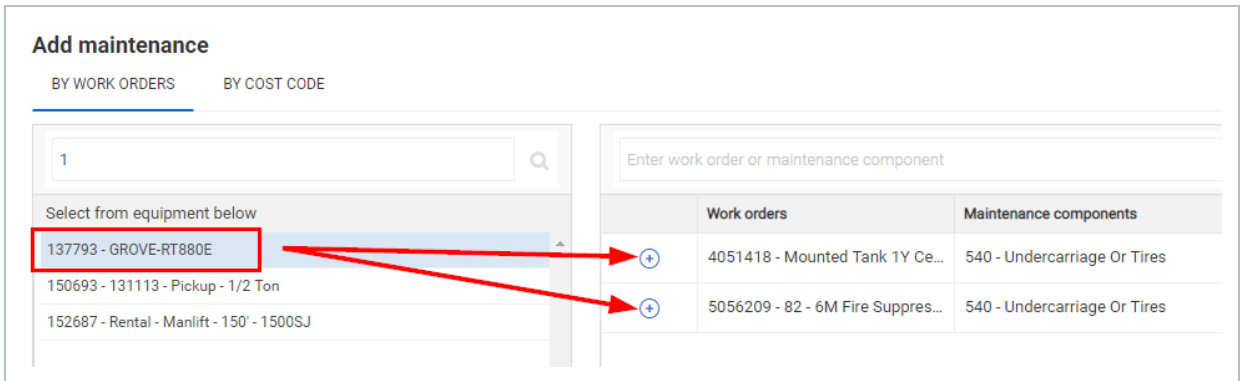 Add maintenance
BY WORK ORDERS BY COST CODE
1
Enter work order or maintenance component
Select from equipment below
Work orders Maintenance components
137793 - GROVE-RT880E
4051418 - Mounted Tank 1Y Ce... 540 - Undercarriage Or Tires
150693 - 131113 - Pickup - 1/2 Ton
5056209 - 82 - 6M Fire Suppres... 540 - Undercarriage Or Tires
152687 - Rental - Manlift - 150' - 1500SJ